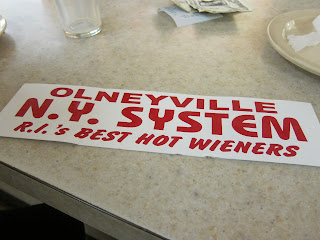 OLNEYVILLE
N.Y. SYSTEM
R.I.'s BEST HOT WIENERS